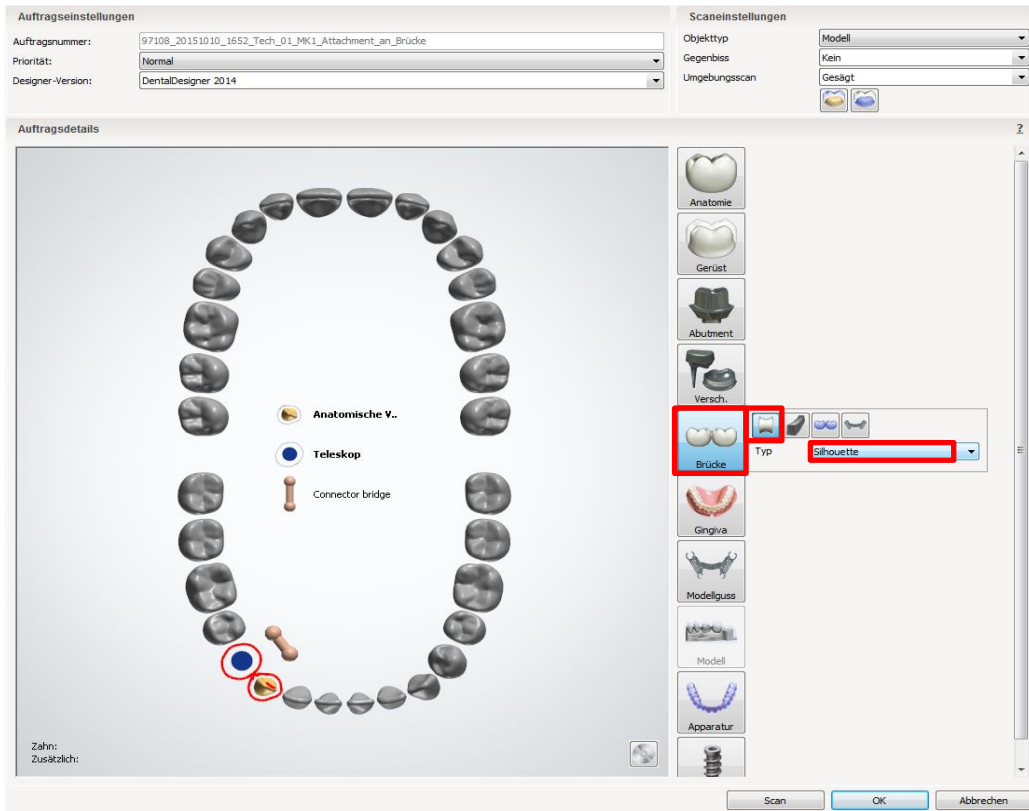 Auftragseinstellungen
Auftragsnummer: 97108_20151010_1652_Tech_01_MK1_Attachment_an_Brücke
Priorität: Normal
Designer-Version: DentalDesigner 2014
Scaneinstellungen
Objekttyp Modell
Gegenbiss Kein
Umgebungsscan Gesägt
Auftragsdetails ?
Anatomische V..
Teleskop
Connector bridge
Zahn:
Zusätzlich:
Anatomie
Gerüst
Abutment
Versch.
Brücke
Typ Silhouette
Gingiva
Modellguss
Modell
Apparatur
Scan OK Abbrechen